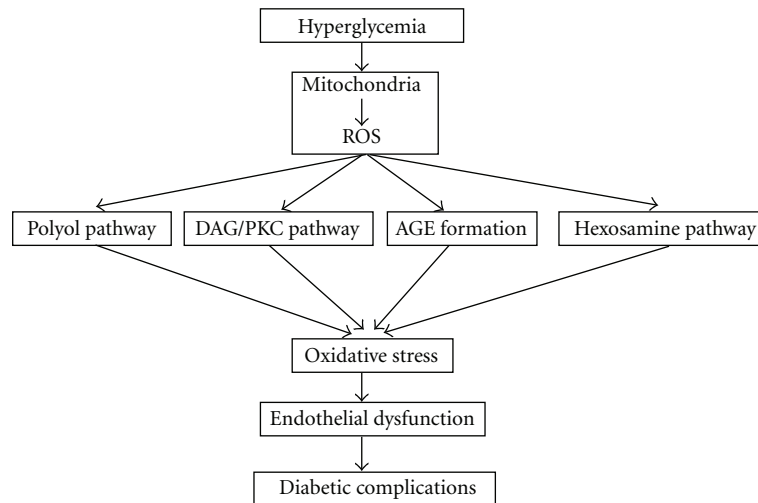 Hyperglycemia
Mitochondria
ROS
Polyol pathway
DAG/PKC pathway
AGE formation
Hexosamine pathway
Oxidative stress
Endothelial dysfunction
Diabetic complications